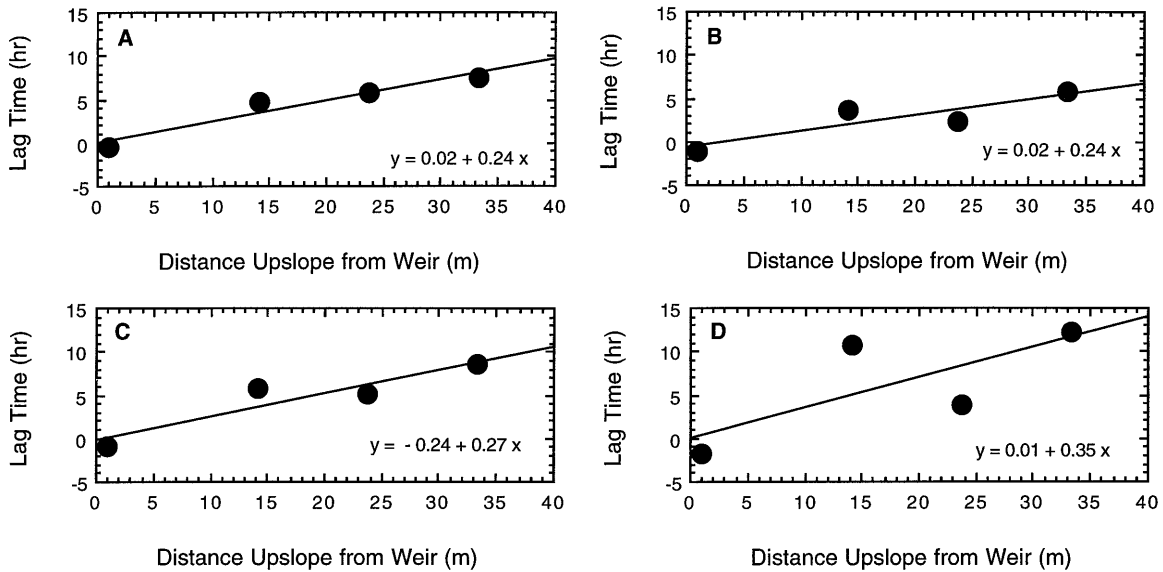 A
Lag Time (hr)
15
10
5
0
-5
y = 0.02 + 0.24 x
0 5 10 15 20 25 30 35 40
Distance Upslope from Weir (m)
B
Lag Time (hr)
15
10
5
0
-5
y = 0.02 + 0.24 x
0 5 10 15 20 25 30 35 40
Distance Upslope from Weir (m)
C
Lag Time (hr)
15
10
5
0
-5
y = - 0.24 + 0.27 x
0 5 10 15 20 25 30 35 40
Distance Upslope from Weir (m)
D
Lag Time (hr)
15
10
5
0
-5
y = 0.01 + 0.35 x
0 5 10 15 20 25 30 35 40
Distance Upslope from Weir (m)